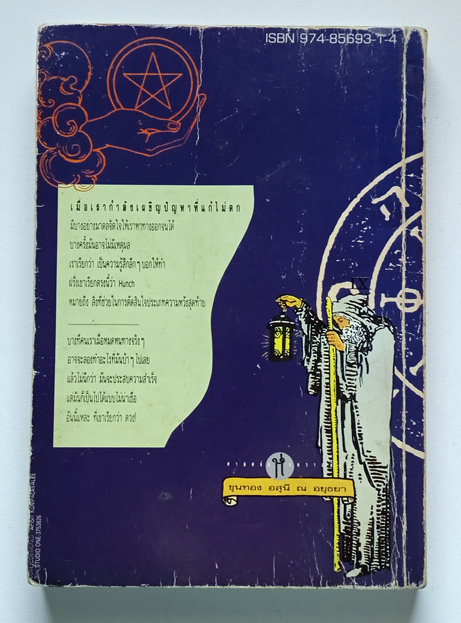 ISBN 974-85693-1-4
เมื่อเรากำลังเผชิญปัญหาที่แก้ไม่ตก
มีบางอย่างมาดลจิตใจให้เราหาทางออกจนได้
บางครั้งมันอาจไม่มีเหตุผล
เราเรียกว่า เป็นความรู้สึกลึก ๆ บอกให้ทำ
ฝรั่งเขาเรียกตรงนี้ว่า Hunch
หมายถึง สิ่งที่ช่วยในการตัดสินใจประเภทความหวังสุดท้าย
บางทีคนเราเมื่อหมดหนทางจริง ๆ
อาจจะลองทำอะไรที่มันบ้า ๆ ไปเลย
แล้วไม่นึกว่า มันจะประสบความสำเร็จ
แต่มันก็เป็นไปได้แบบไม่น่าเชื่อ
อันนี้แหละ ที่เขาเรียกว่า ดวง!
ขุนทอง อสุนี ณ อยุธยา
STUDIO ONE